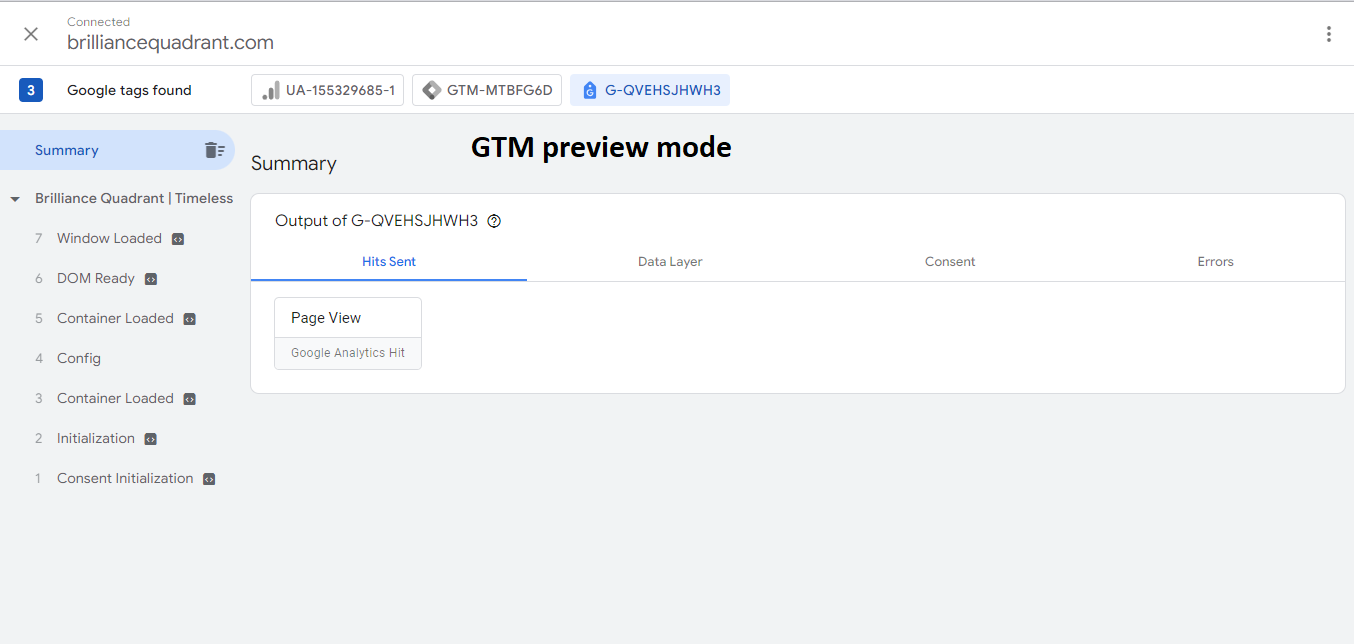 Connected
brilliancequadrant.com
3 Google tags found UA-155329685-1 GTM-MTBFG6D G-QVEHSJHWH3
Summary
GTM preview mode
Summary
Brilliance Quadrant | Timeless
7 Window Loaded
6 DOM Ready
5 Container Loaded
4 Config
3 Container Loaded
2 Initialization
1 Consent Initialization
Output of G-QVEHSJHWH3
Hits Sent Data Layer Consent Errors
Page View
Google Analytics Hit